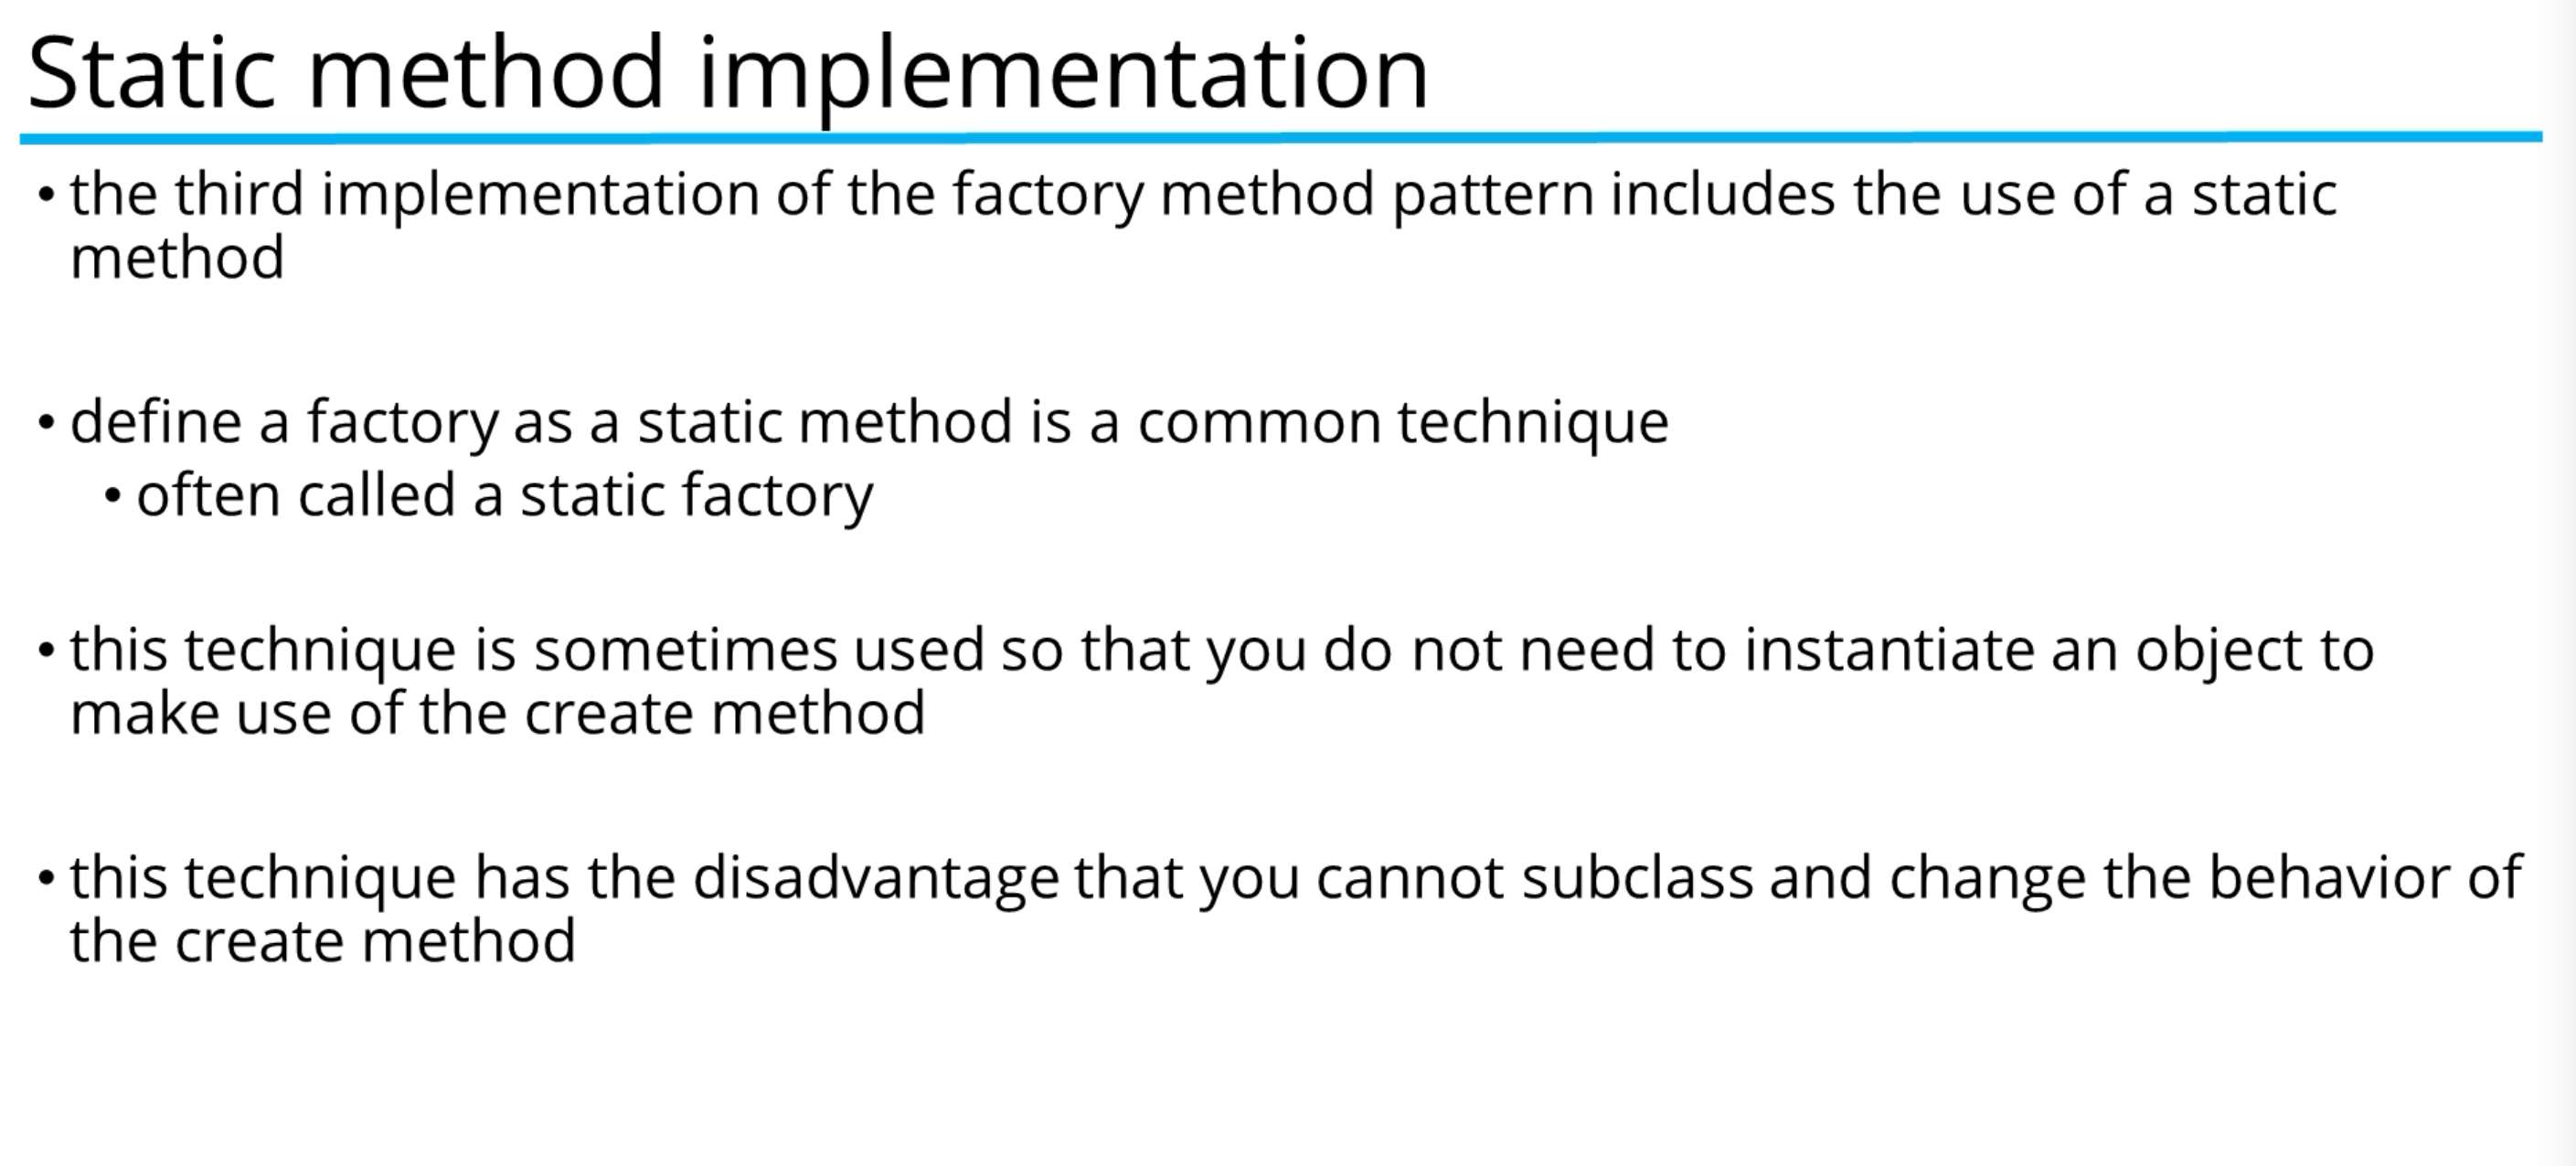 Static method implementation
• the third implementation of the factory method pattern includes the use of a static
method
• define a factory as a static method is a common technique
• often called a static factory
• this technique is sometimes used so that you do not need to instantiate an object to
make use of the create method
• this technique has the disadvantage that you cannot subclass and change the behavior of
the create method